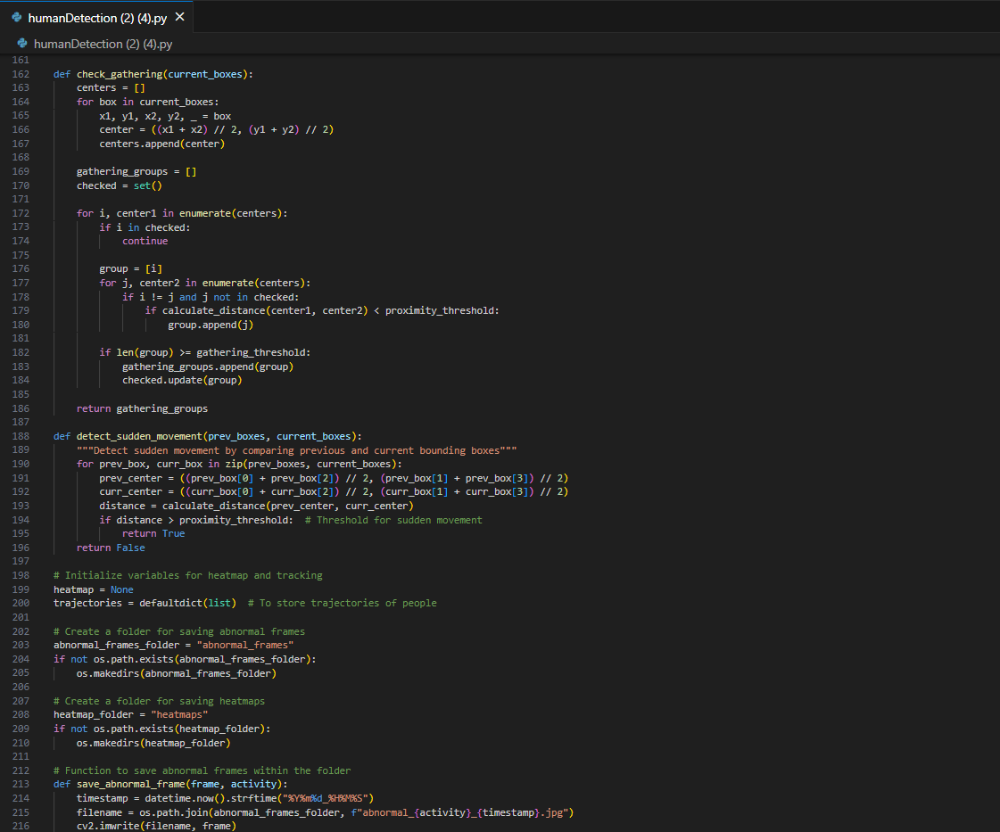 humanDetection (2) (4).py ×
humanDetection (2) (4).py
161
162 def check_gathering(current_boxes):
163     centers = []
164     for box in current_boxes:
165         x1, y1, x2, y2, _ = box
166         center = ((x1 + x2) // 2, (y1 + y2) // 2)
167         centers.append(center)
168
169     gathering_groups = []
170     checked = set()
171
172     for i, center1 in enumerate(centers):
173         if i in checked:
174             continue
175
176         group = [i]
177         for j, center2 in enumerate(centers):
178             if i != j and j not in checked:
179                 if calculate_distance(center1, center2) < proximity_threshold:
180                     group.append(j)
181
182         if len(group) >= gathering_threshold:
183             gathering_groups.append(group)
184             checked.update(group)
185
186     return gathering_groups
187
188 def detect_sudden_movement(prev_boxes, current_boxes):
189     """Detect sudden movement by comparing previous and current bounding boxes"""
190     for prev_box, curr_box in zip(prev_boxes, current_boxes):
191         prev_center = ((prev_box[0] + prev_box[2]) // 2, (prev_box[1] + prev_box[3]) // 2)
192         curr_center = ((curr_box[0] + curr_box[2]) // 2, (curr_box[1] + curr_box[3]) // 2)
193         distance = calculate_distance(prev_center, curr_center)
194         if distance > proximity_threshold:  # Threshold for sudden movement
195             return True
196     return False
197
198 # Initialize variables for heatmap and tracking
199 heatmap = None
200 trajectories = defaultdict(list)  # To store trajectories of people
201
202 # Create a folder for saving abnormal frames
203 abnormal_frames_folder = "abnormal_frames"
204 if not os.path.exists(abnormal_frames_folder):
205     os.makedirs(abnormal_frames_folder)
206
207 # Create a folder for saving heatmaps
208 heatmap_folder = "heatmaps"
209 if not os.path.exists(heatmap_folder):
210     os.makedirs(heatmap_folder)
211
212 # Function to save abnormal frames within the folder
213 def save_abnormal_frame(frame, activity):
214     timestamp = datetime.now().strftime("%Y%m%d_%H%M%S")
215     filename = os.path.join(abnormal_frames_folder, f"abnormal_{activity}_{timestamp}.jpg")
216     cv2.imwrite(filename, frame)